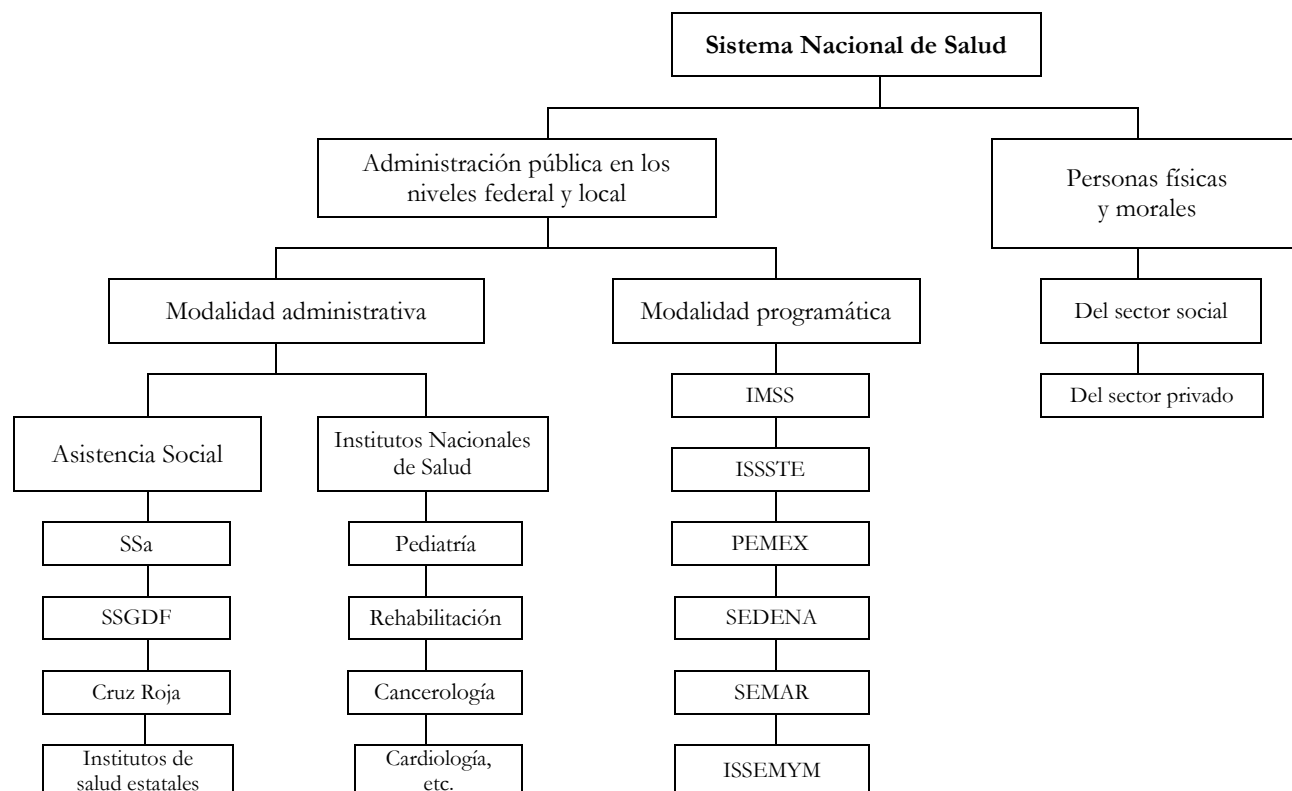 Sistema Nacional de Salud
Administración pública en los
niveles federal y local
Personas físicas
y morales
Modalidad administrativa
Modalidad programática
Del sector social
IMSS
Del sector privado
Asistencia Social
Institutos Nacionales
de Salud
ISSSTE
SSa
Pediatría
PEMEX
SSGDF
Rehabilitación
SEDENA
Cruz Roja
Cancerología
SEMAR
Institutos de
salud estatales
Cardiología,
etc.
ISSEMYM